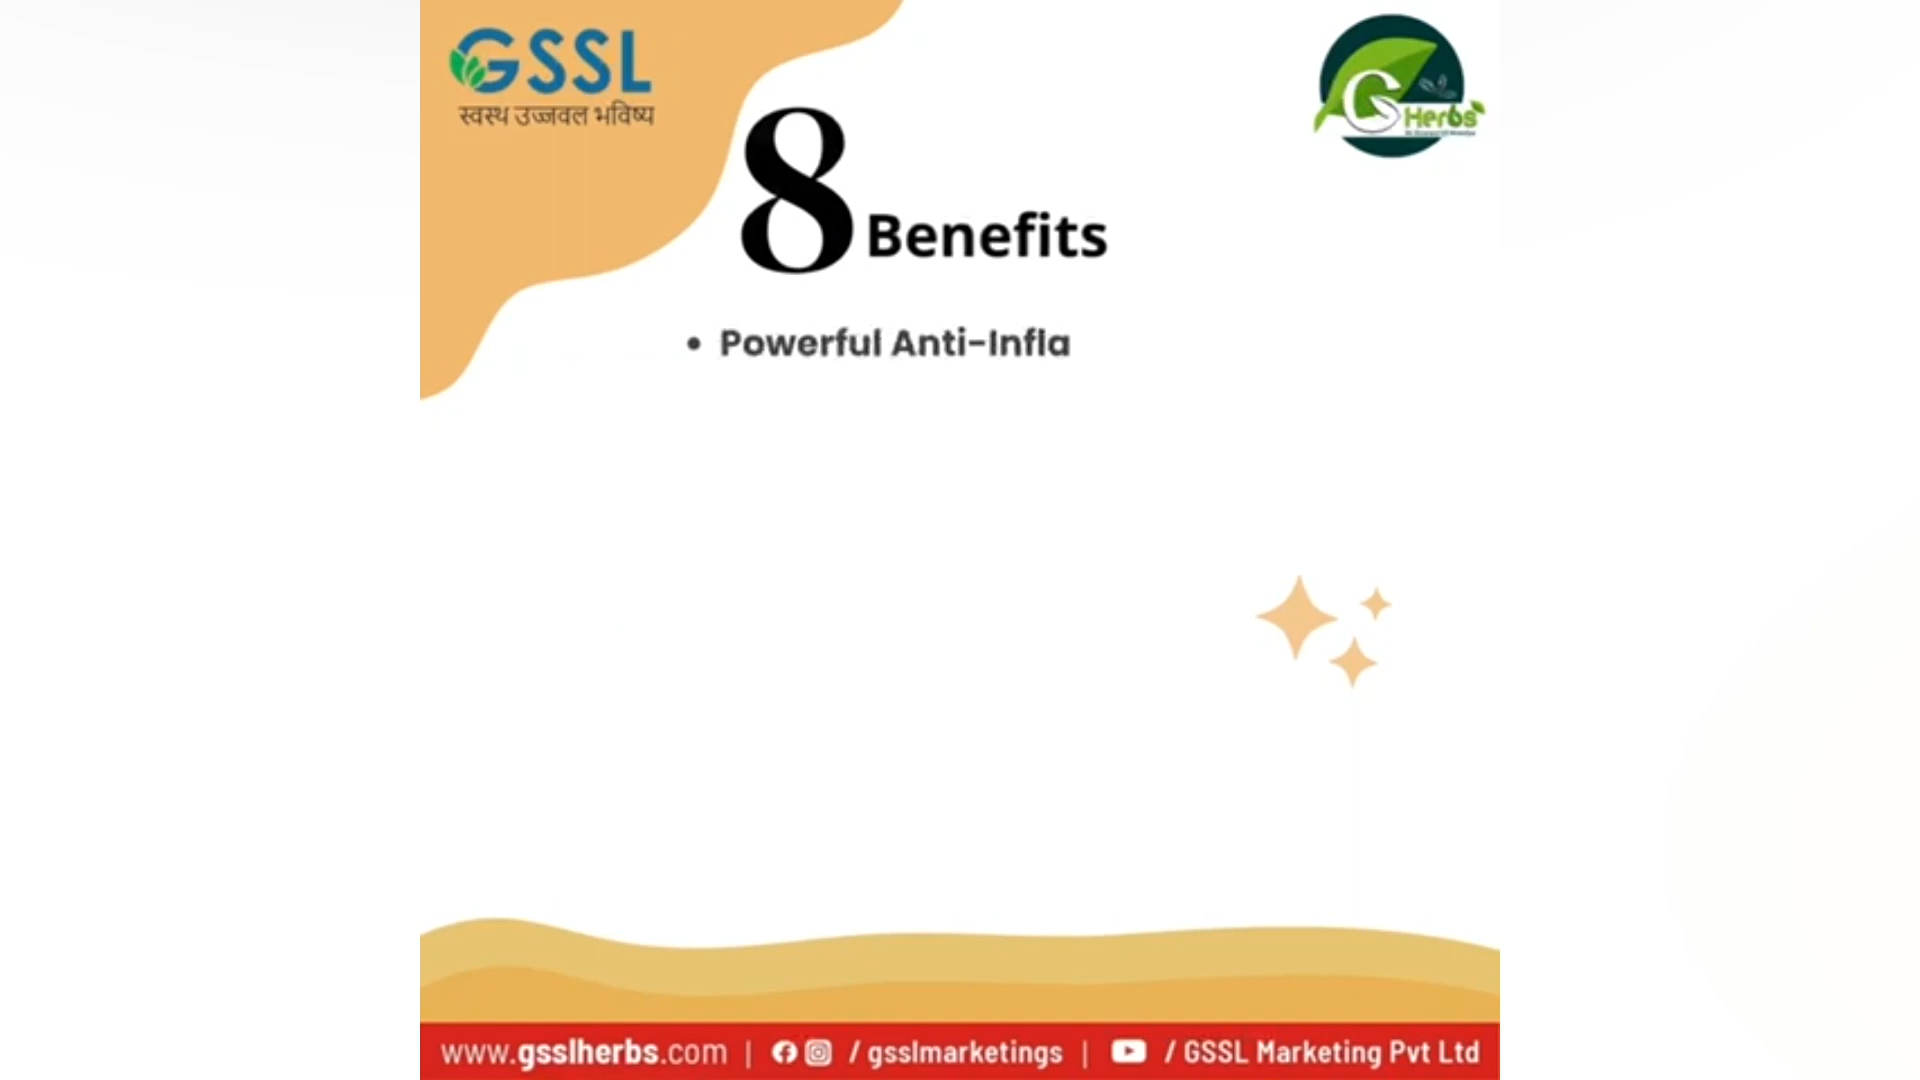 GSSL
स्वस्थ उज्जवल भविष्य
G Herbs
8 Benefits
• Powerful Anti-Infla
www.gsslherbs.com | / gsslmarketings | / GSSL Marketing Pvt Ltd